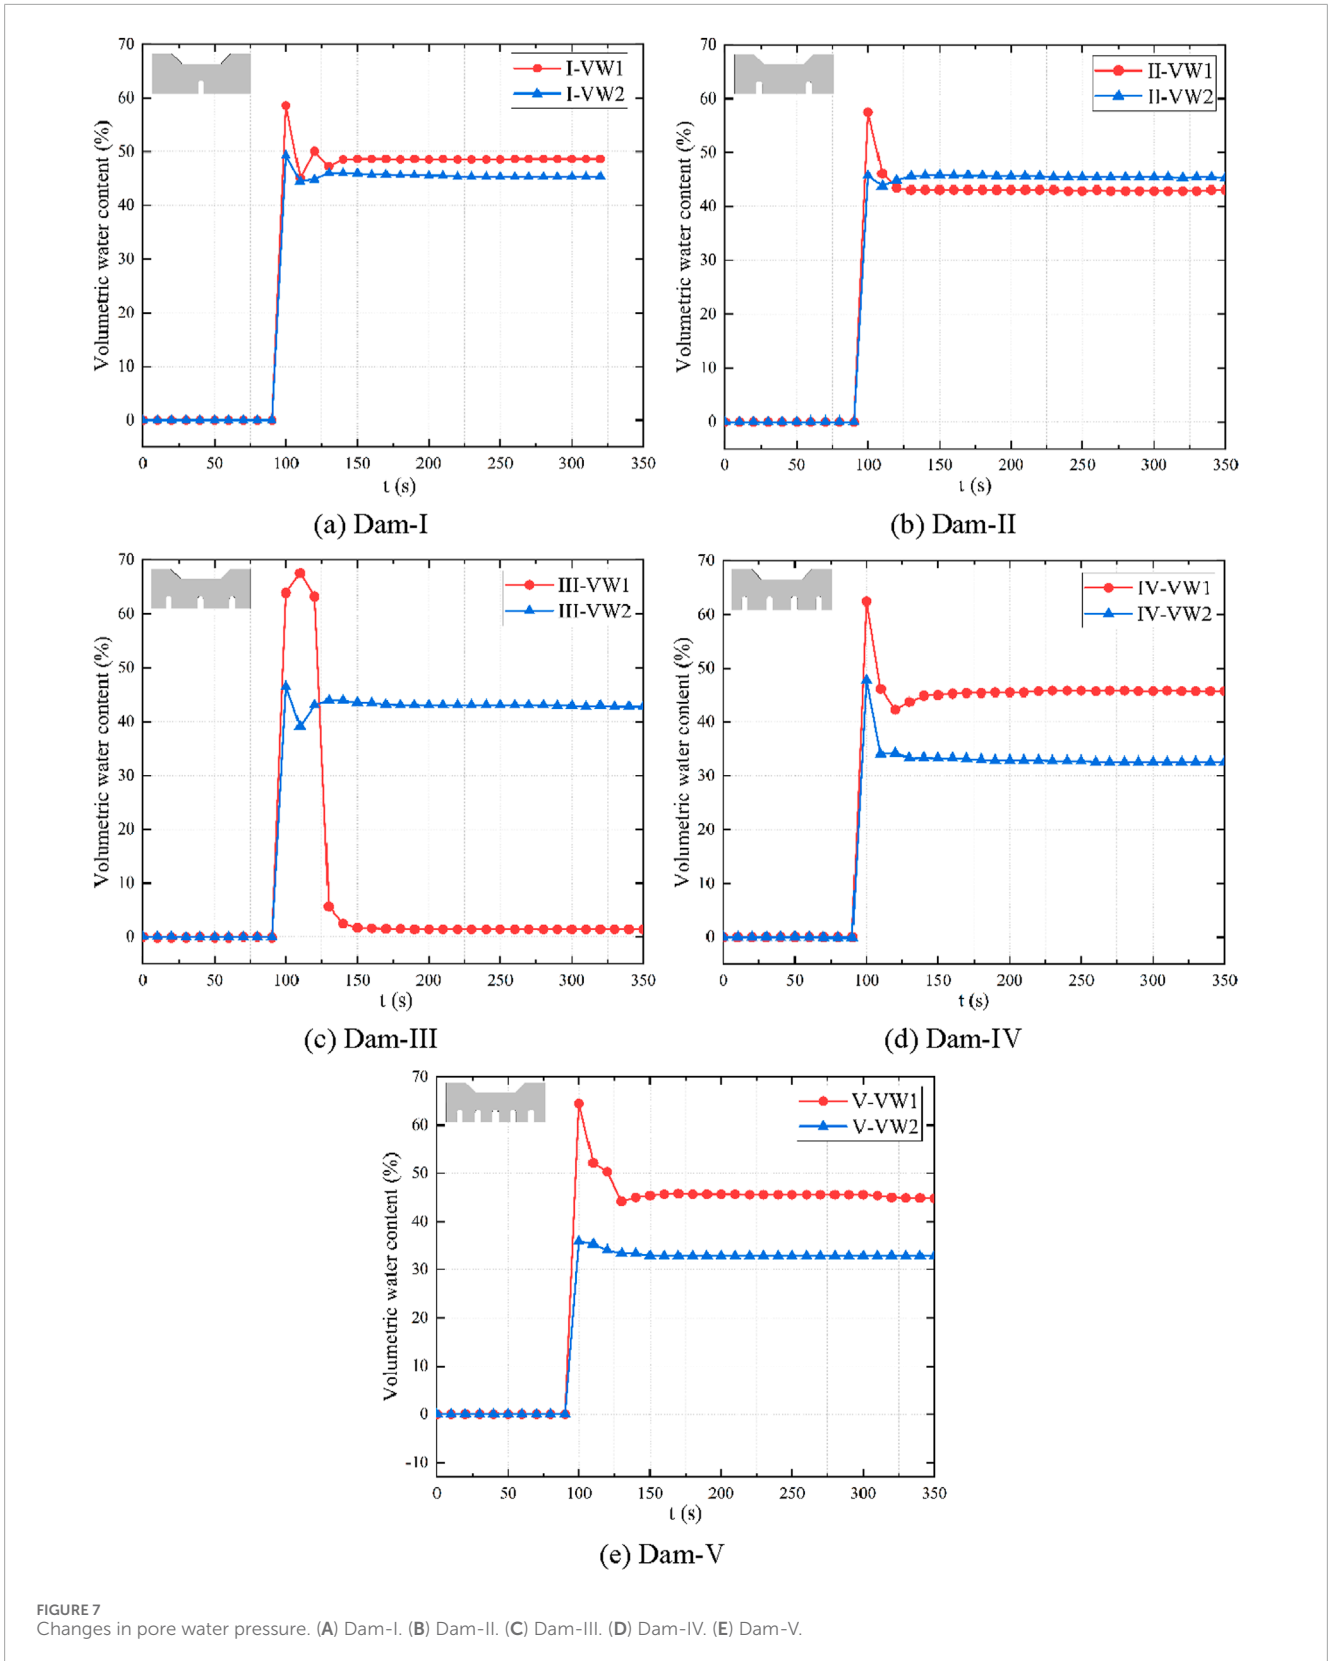 70
60
50
40
30
20
10
0
Volumetric water content (%)
I-VW1
I-VW2
0 50 100 150 200 250 300 350
t (s)
(a) Dam-I
70
60
50
40
30
20
10
0
Volumetric water content (%)
II-VW1
II-VW2
0 50 100 150 200 250 300 350
t (s)
(b) Dam-II
70
60
50
40
30
20
10
0
Volumetric water content (%)
III-VW1
III-VW2
0 50 100 150 200 250 300 350
t (s)
(c) Dam-III
70
60
50
40
30
20
10
0
Volumetric water content (%)
IV-VW1
IV-VW2
0 50 100 150 200 250 300 350
t (s)
(d) Dam-IV
70
60
50
40
30
20
10
0
-10
Volumetric water content (%)
V-VW1
V-VW2
0 50 100 150 200 250 300 350
t (s)
(e) Dam-V
FIGURE 7
Changes in pore water pressure. (A) Dam-I. (B) Dam-II. (C) Dam-III. (D) Dam-IV. (E) Dam-V.